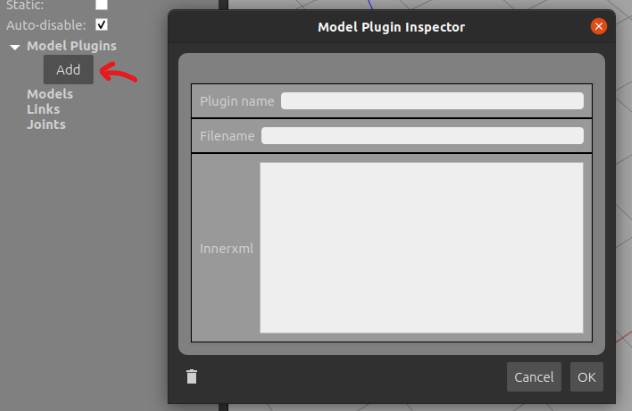 Static:
Auto-disable:
Model Plugins
Add
Models
Links
Joints
Model Plugin Inspector
Plugin name
Filename
Innerxml
Cancel
OK